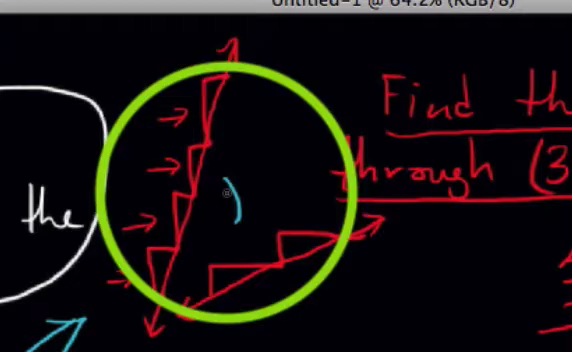 Untitled-1 @ 64.2% (RGB/8)
Find th
through (3
the